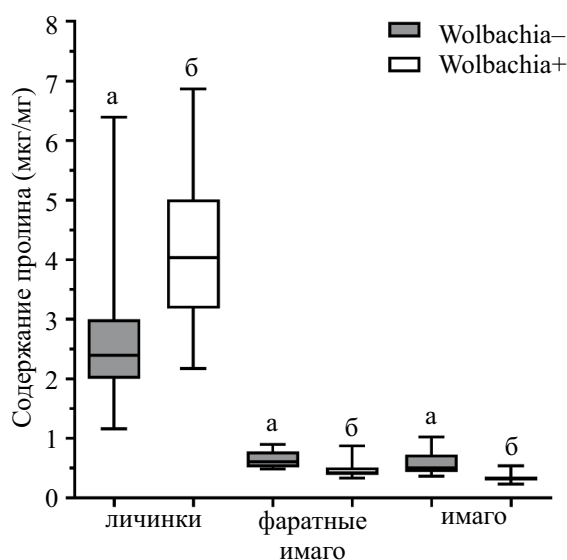 Содержание пролина (мкг/мг)
8
7
6
5
4
3
2
1
0
Wolbachia–
Wolbachia+
а
б
а
б
а
б
личинки
фаратные
имаго
имаго